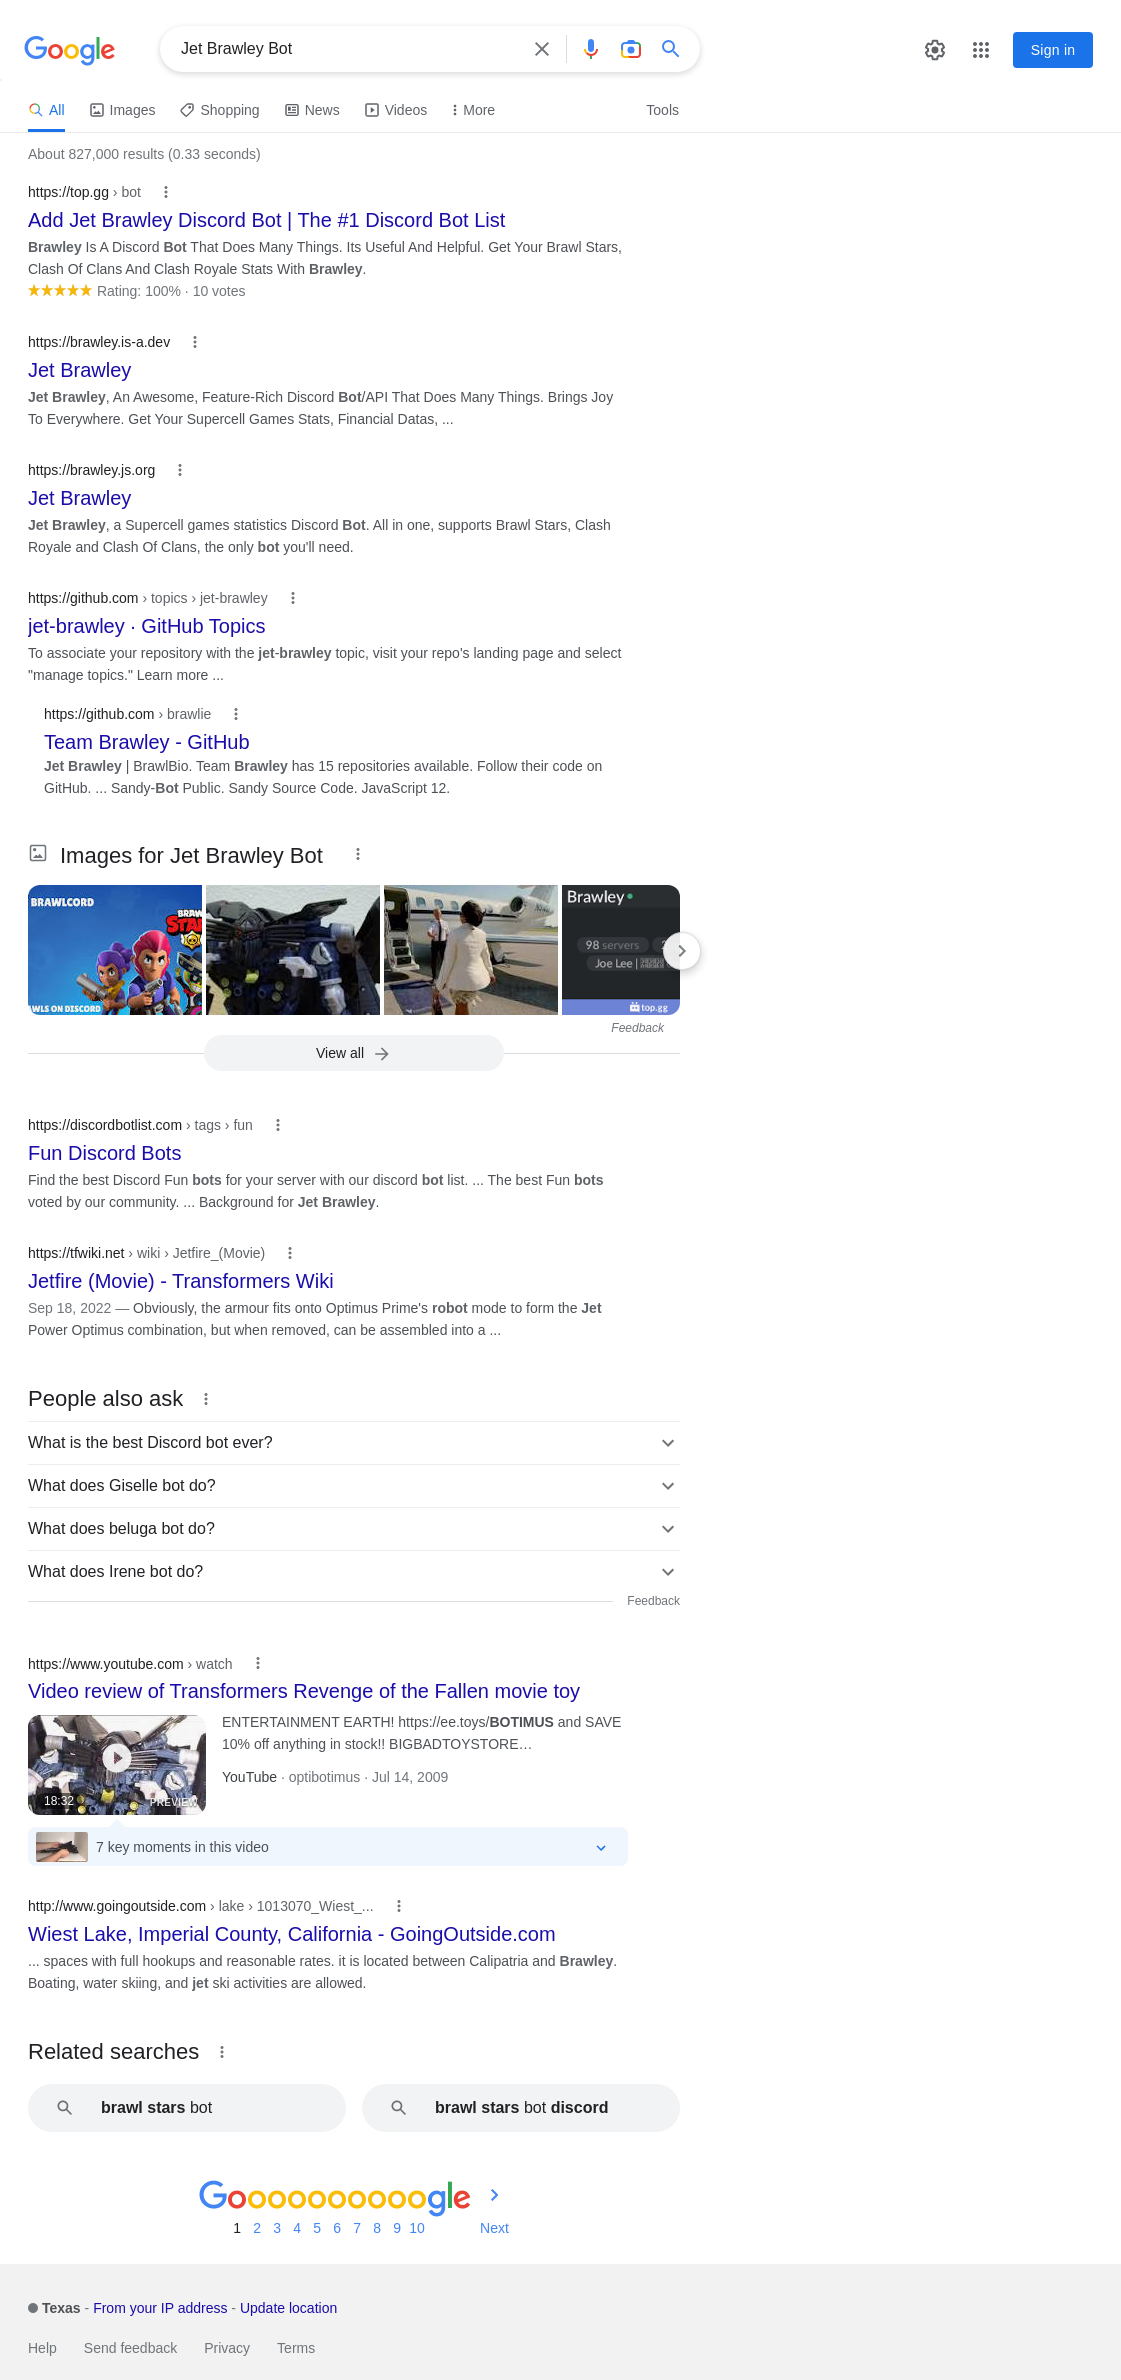 Google
Jet Brawley Bot
Sign in
All Images Shopping News Videos More Tools
About 827,000 results (0.33 seconds)
https://top.gg › bot
Add Jet Brawley Discord Bot | The #1 Discord Bot List
Brawley Is A Discord Bot That Does Many Things. Its Useful And Helpful. Get Your Brawl Stars,
Clash Of Clans And Clash Royale Stats With Brawley.
Rating: 100% · 10 votes
https://brawley.is-a.dev
Jet Brawley
Jet Brawley, An Awesome, Feature-Rich Discord Bot/API That Does Many Things. Brings Joy
To Everywhere. Get Your Supercell Games Stats, Financial Datas, ...
https://brawley.js.org
Jet Brawley
Jet Brawley, a Supercell games statistics Discord Bot. All in one, supports Brawl Stars, Clash
Royale and Clash Of Clans, the only bot you'll need.
https://github.com › topics › jet-brawley
jet-brawley · GitHub Topics
To associate your repository with the jet-brawley topic, visit your repo's landing page and select
"manage topics." Learn more ...
https://github.com › brawlie
Team Brawley - GitHub
Jet Brawley | BrawlBio. Team Brawley has 15 repositories available. Follow their code on
GitHub. ... Sandy-Bot Public. Sandy Source Code. JavaScript 12.
Images for Jet Brawley Bot
BRAWLCORD
AWLS ON DISCORD
Brawley
98 servers
Joe Lee |
top.gg
Feedback
View all
https://discordbotlist.com › tags › fun
Fun Discord Bots
Find the best Discord Fun bots for your server with our discord bot list. ... The best Fun bots
voted by our community. ... Background for Jet Brawley.
https://tfwiki.net › wiki › Jetfire_(Movie)
Jetfire (Movie) - Transformers Wiki
Sep 18, 2022 — Obviously, the armour fits onto Optimus Prime's robot mode to form the Jet
Power Optimus combination, but when removed, can be assembled into a ...
People also ask
What is the best Discord bot ever?
What does Giselle bot do?
What does beluga bot do?
What does Irene bot do?
Feedback
https://www.youtube.com › watch
Video review of Transformers Revenge of the Fallen movie toy
ENTERTAINMENT EARTH! https://ee.toys/BOTIMUS and SAVE
10% off anything in stock!! BIGBADTOYSTORE…
YouTube · optibotimus · Jul 14, 2009
18:32 PREVIEW
7 key moments in this video
http://www.goingoutside.com › lake › 1013070_Wiest_...
Wiest Lake, Imperial County, California - GoingOutside.com
... spaces with full hookups and reasonable rates. it is located between Calipatria and Brawley.
Boating, water skiing, and jet ski activities are allowed.
Related searches
brawl stars bot
brawl stars bot discord
Goooooooooogle
1 2 3 4 5 6 7 8 9 10 Next
Texas - From your IP address - Update location
Help Send feedback Privacy Terms